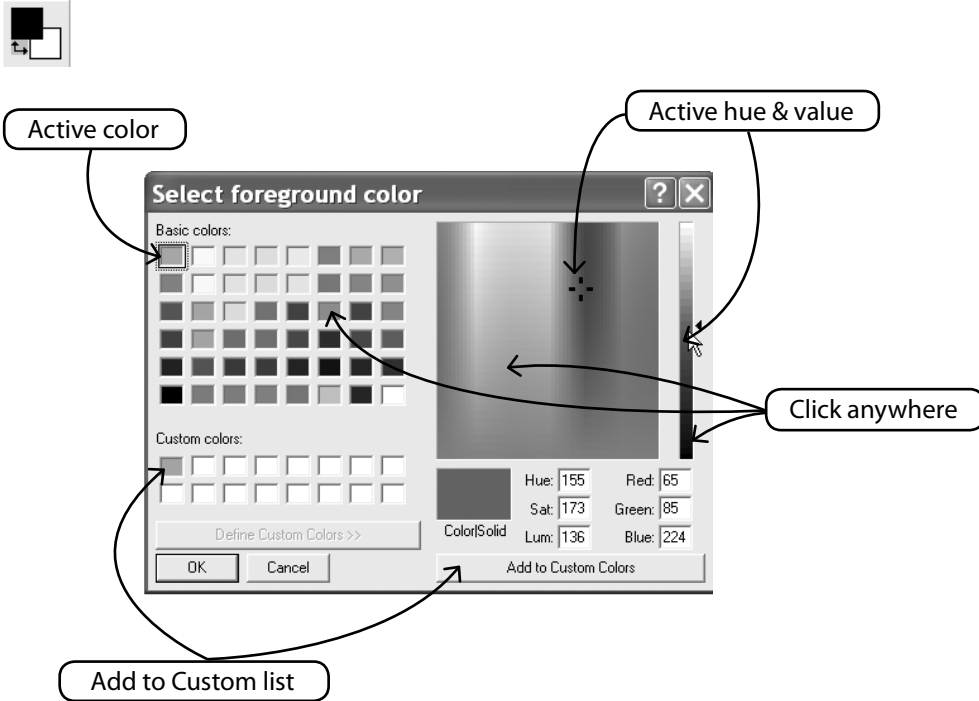 Active hue & value
Active color
Select foreground color
Basic colors:
Click anywhere
Custom colors:
Hue: 155 Red: 65
Sat: 173 Green: 85
Color|Solid Lum: 136 Blue: 224
Define Custom Colors >>
OK Cancel Add to Custom Colors
Add to Custom list